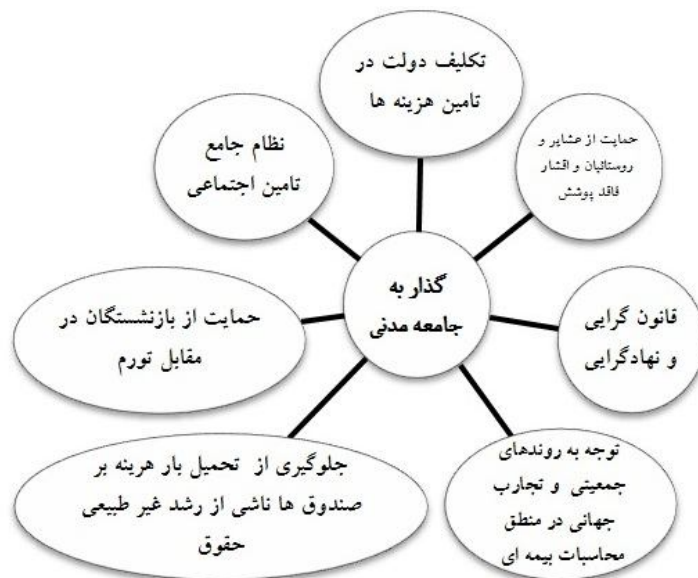 تکلیف دولت در
تامین هزینه ها
حمایت از عشایر و
روستائیان و اقشار
فاقد پوشش
نظام جامع
تامین اجتماعی
گذار به
جامعه مدنی
قانون گرایی
و نهادگرایی
حمایت از بازنشستگان در
مقابل تورم
توجه به روندهای
جمعیتی و تجارب
جهانی در منطق
محاسبات بیمه ای
جلوگیری از تحمیل بار هرینه بر
صندوق ها ناشی از رشد غیر طبیعی
حقوق